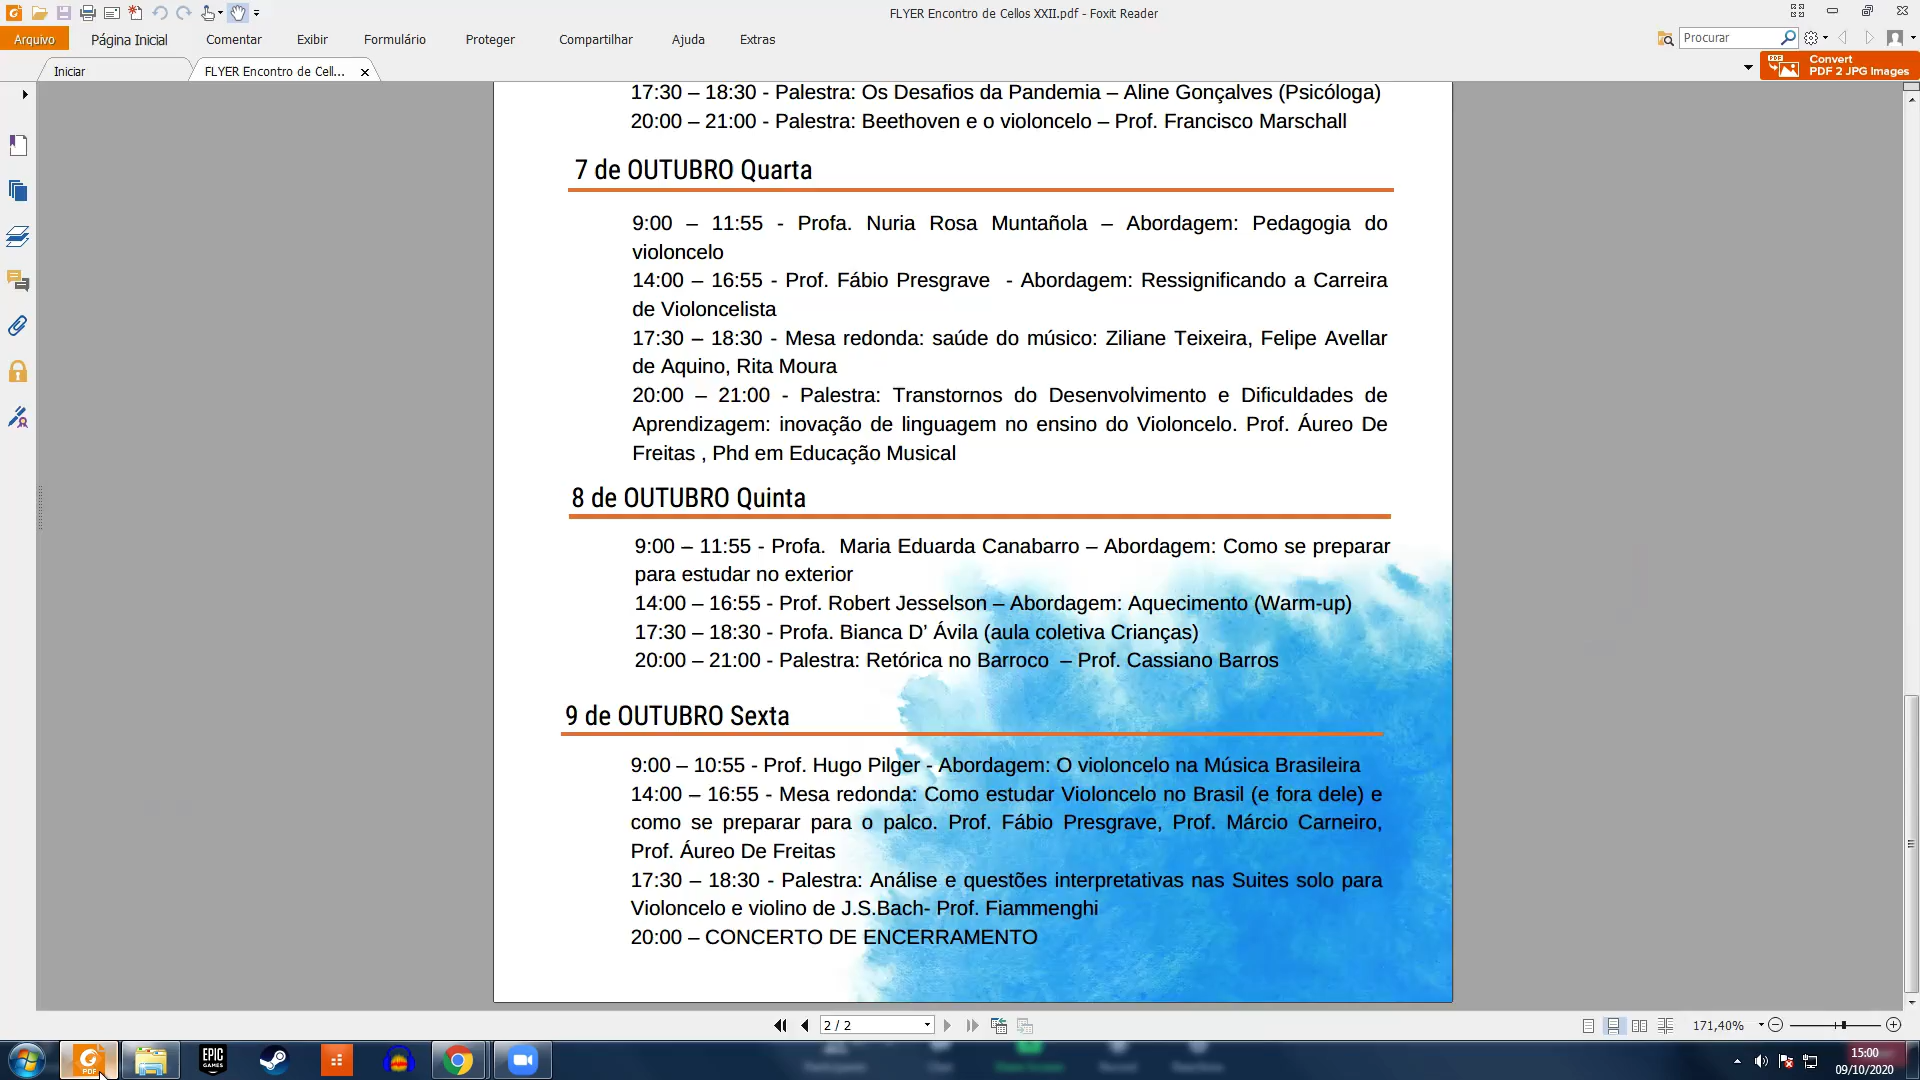 FLYER Encontro de Cellos XXII.pdf - Foxit Reader
Arquivo
Página Inicial
Comentar
Exibir
Formulário
Proteger
Compartilhar
Ajuda
Extras
Procurar
Iniciar
FLYER Encontro de Cell...
PDF
Convert
PDF 2 JPG Images
17:30 – 18:30 - Palestra: Os Desafios da Pandemia – Aline Gonçalves (Psicóloga)
20:00 – 21:00 - Palestra: Beethoven e o violoncelo – Prof. Francisco Marschall
7 de OUTUBRO Quarta
9:00 – 11:55 - Profa. Nuria Rosa Muntañola – Abordagem: Pedagogia do
violoncelo
14:00 – 16:55 - Prof. Fábio Presgrave - Abordagem: Ressignificando a Carreira
de Violoncelista
17:30 – 18:30 - Mesa redonda: saúde do músico: Ziliane Teixeira, Felipe Avellar
de Aquino, Rita Moura
20:00 – 21:00 - Palestra: Transtornos do Desenvolvimento e Dificuldades de
Aprendizagem: inovação de linguagem no ensino do Violoncelo. Prof. Áureo De
Freitas , Phd em Educação Musical
8 de OUTUBRO Quinta
9:00 – 11:55 - Profa. Maria Eduarda Canabarro – Abordagem: Como se preparar
para estudar no exterior
14:00 – 16:55 - Prof. Robert Jesselson – Abordagem: Aquecimento (Warm-up)
17:30 – 18:30 - Profa. Bianca D’ Ávila (aula coletiva Crianças)
20:00 – 21:00 - Palestra: Retórica no Barroco – Prof. Cassiano Barros
9 de OUTUBRO Sexta
9:00 – 10:55 - Prof. Hugo Pilger - Abordagem: O violoncelo na Música Brasileira
14:00 – 16:55 - Mesa redonda: Como estudar Violoncelo no Brasil (e fora dele) e
como se preparar para o palco. Prof. Fábio Presgrave, Prof. Márcio Carneiro,
Prof. Áureo De Freitas
17:30 – 18:30 - Palestra: Análise e questões interpretativas nas Suites solo para
Violoncelo e violino de J.S.Bach- Prof. Fiammenghi
20:00 – CONCERTO DE ENCERRAMENTO
2 / 2
171,40%
PDF
EPIC
GAMES
15:00
09/10/2020